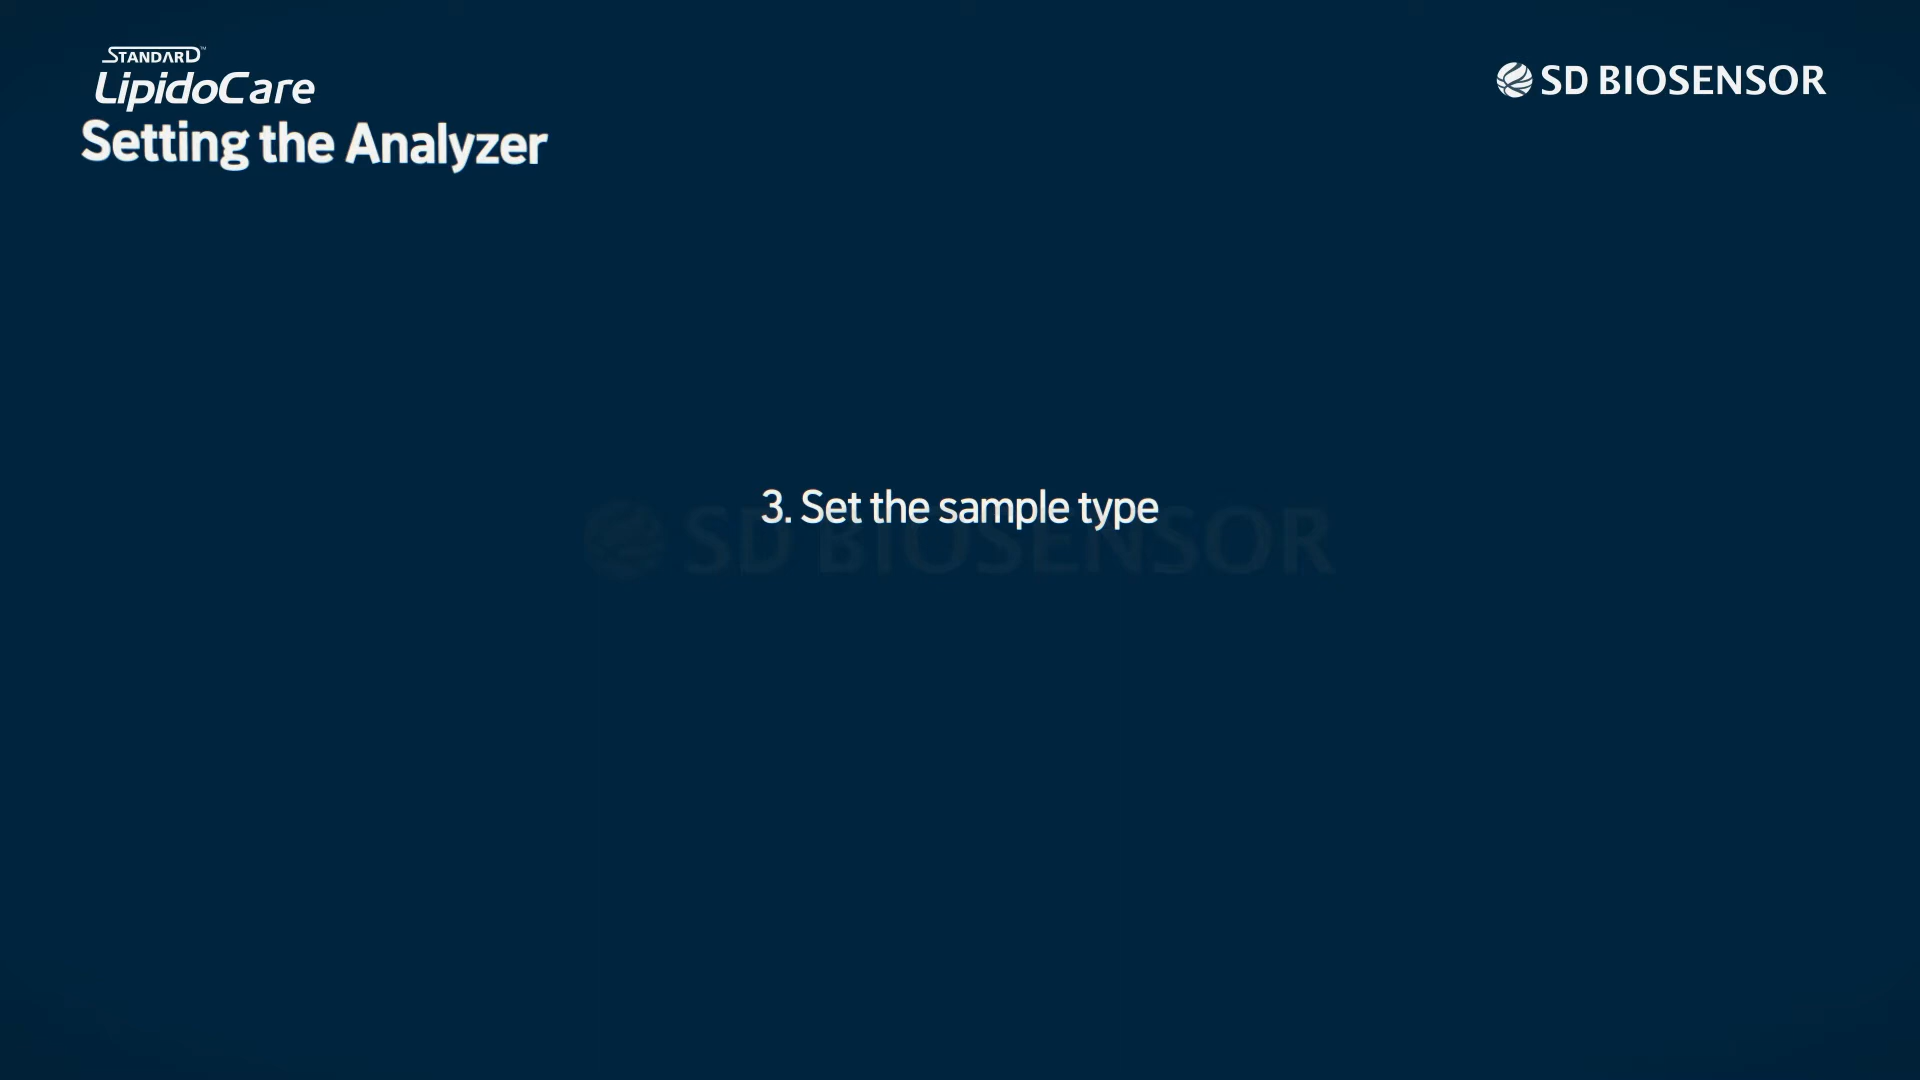 STANDARD™
LipidoCare
SD BIOSENSOR
Setting the Analyzer
3. Set the sample type
SD BIOSENSOR